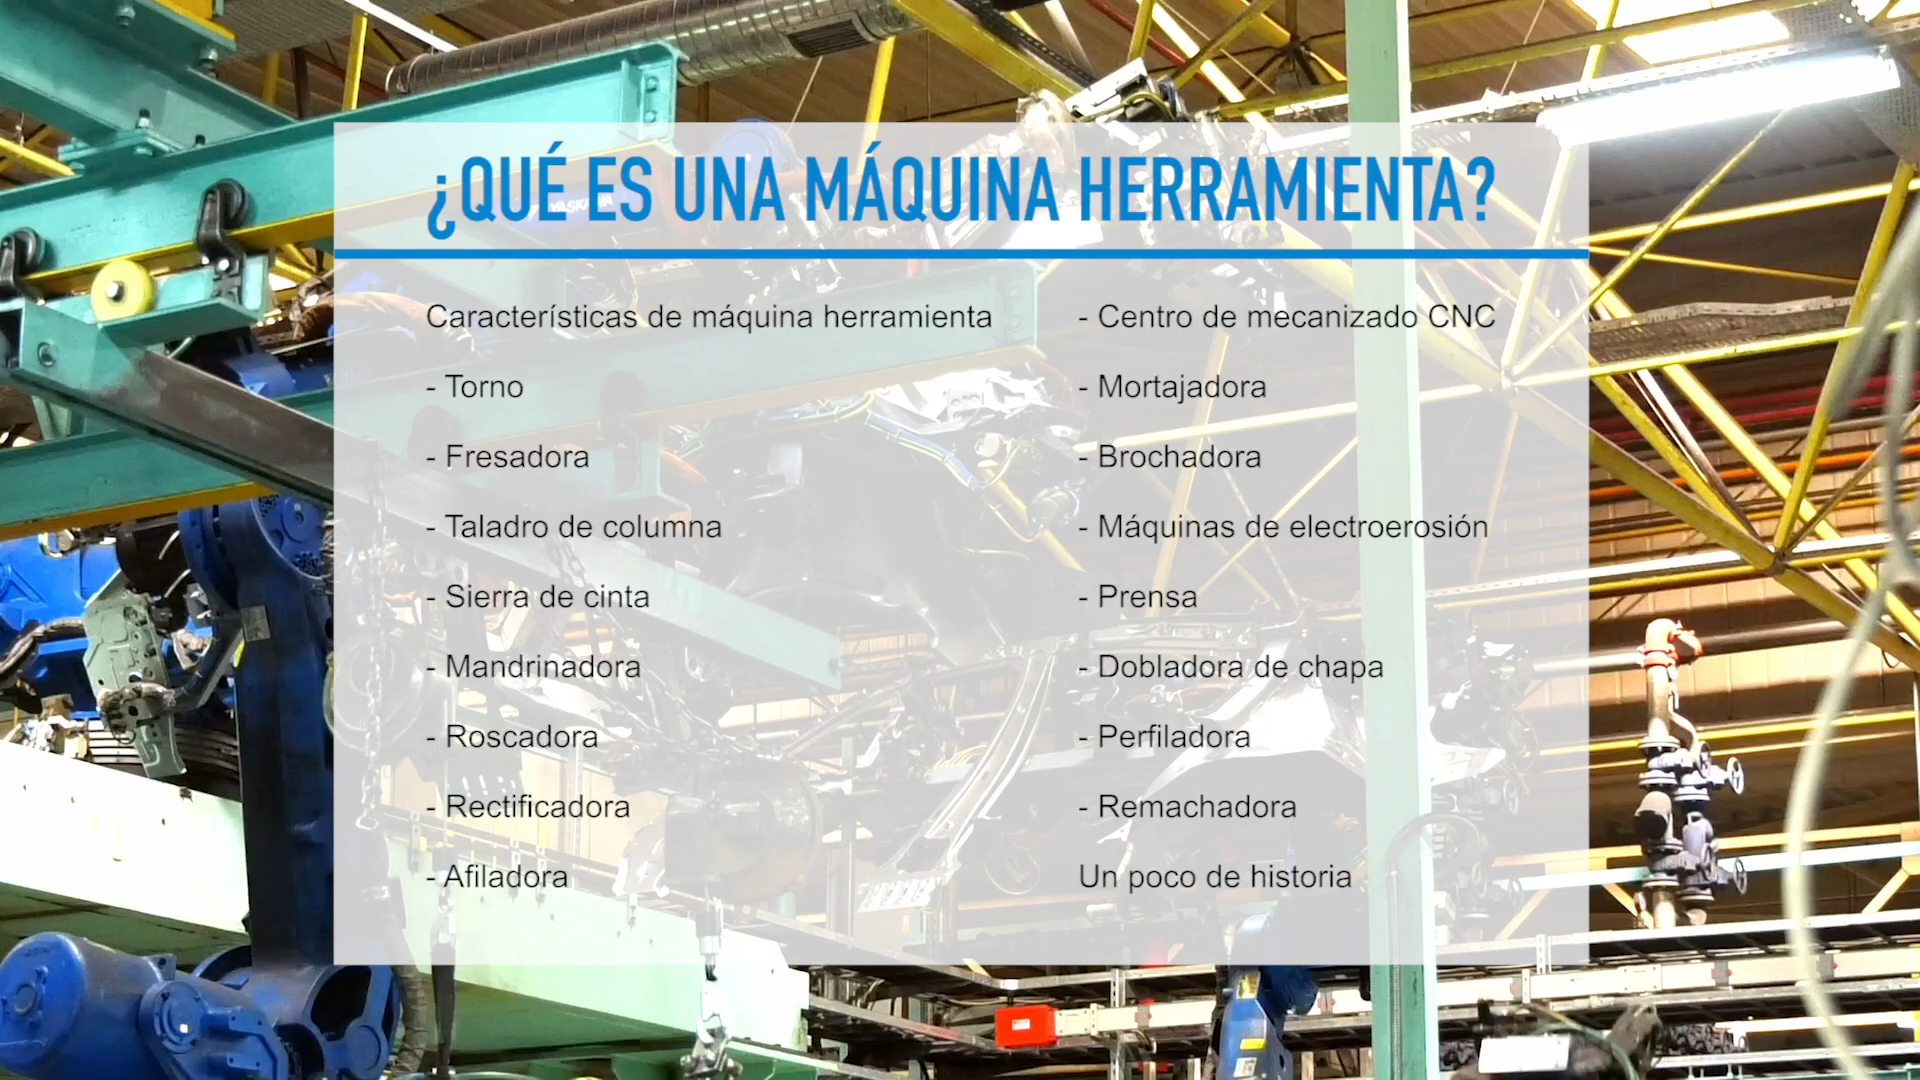 ¿QUÉ ES UNA MÁQUINA HERRAMIENTA?
Características de máquina herramienta
- Torno
- Fresadora
- Taladro de columna
- Sierra de cinta
- Mandrinadora
- Roscadora
- Rectificadora
- Afiladora
- Centro de mecanizado CNC
- Mortajadora
- Brochadora
- Máquinas de electroerosión
- Prensa
- Dobladora de chapa
- Perfiladora
- Remachadora
Un poco de historia
YASKAWA